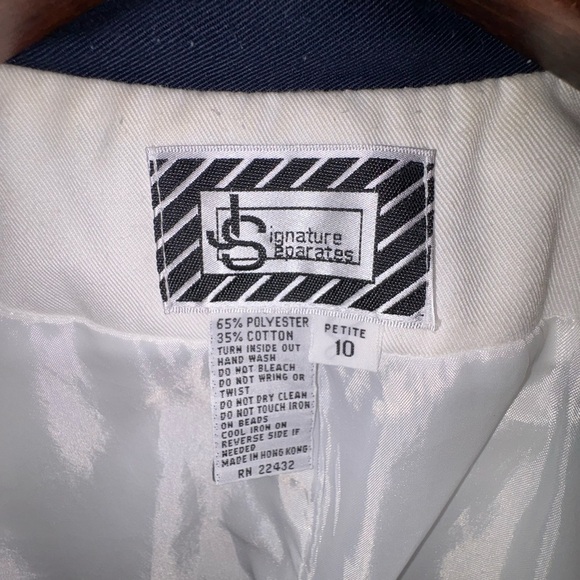 JS
ignature
eparates
65% POLYESTER
35% COTTON
TURN INSIDE OUT
HAND WASH
DO NOT BLEACH
DO NOT WRING OR
TWIST
DO NOT DRY CLEAN
DO NOT TOUCH IRON
ON BEADS
COOL IRON ON
REVERSE SIDE IF
NEEDED
MADE IN HONG KONG
RN 22432
PETITE
10